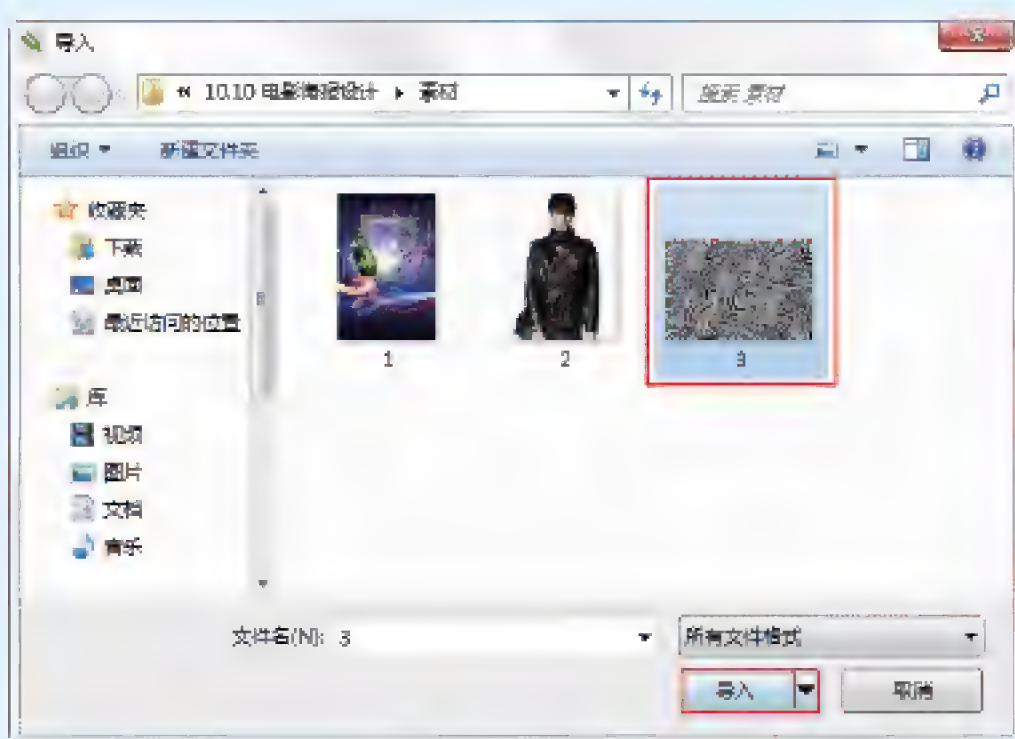 导入
« 10.10 电影海报设计 ▸ 素材
搜索 素材
组织
新建文件夹
收藏夹
下载
桌面
最近访问的位置
库
视频
图片
文档
音乐
1
2
3
文件名(N): 3
所有文件格式
导入
取消